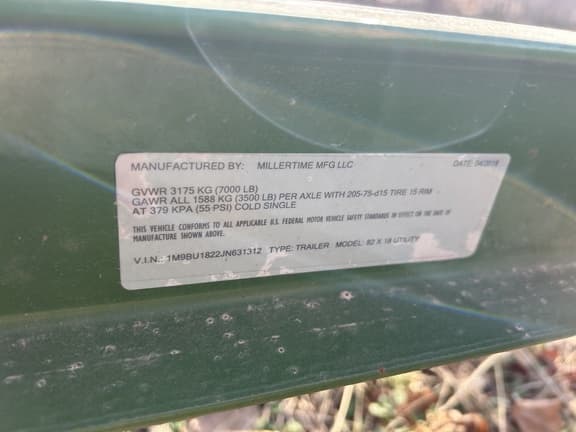 MANUFACTURED BY: MILLERTIME MFG LLC DATE: 04/2018
GVWR 3175 KG (7000 LB)
GAWR ALL 1588 KG (3500 LB) PER AXLE WITH 205-75-d15 TIRE 15 RIM
AT 379 KPA (55 PSI) COLD SINGLE
THIS VEHICLE CONFORMS TO ALL APPLICABLE U.S. FEDERAL MOTOR VEHICLE SAFETY STANDARDS IN EFFECT ON THE DATE OF
MANUFACTURE SHOWN ABOVE.
V.I.N.: 1M9BU1822JN631312 TYPE: TRAILER MODEL: 82 X 18 UTILITY